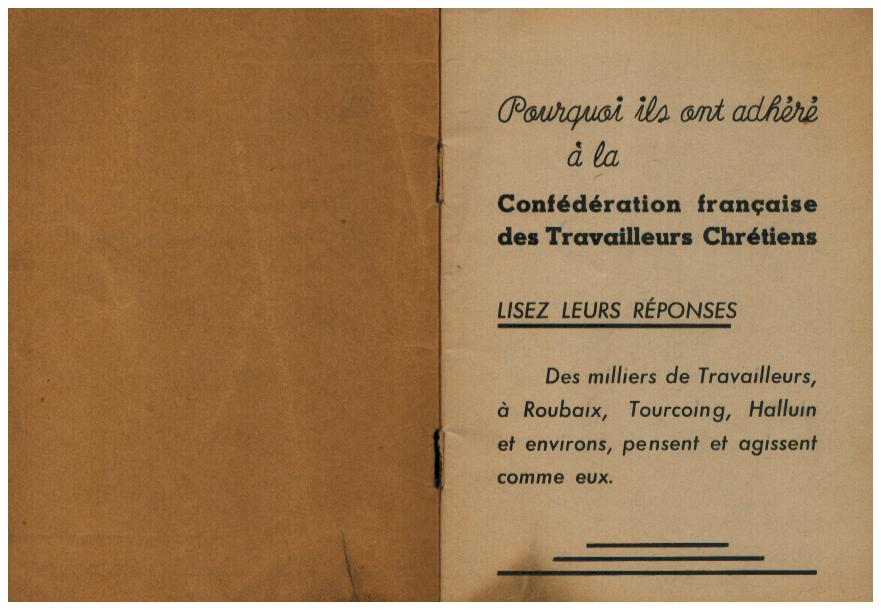 Pourquoi ils ont adhéré
à la
Confédération française
des Travailleurs Chrétiens
LISEZ LEURS RÉPONSES
Des milliers de Travailleurs,
à Roubaix, Tourcoing, Halluin
et environs, pensent et agissent
comme eux.